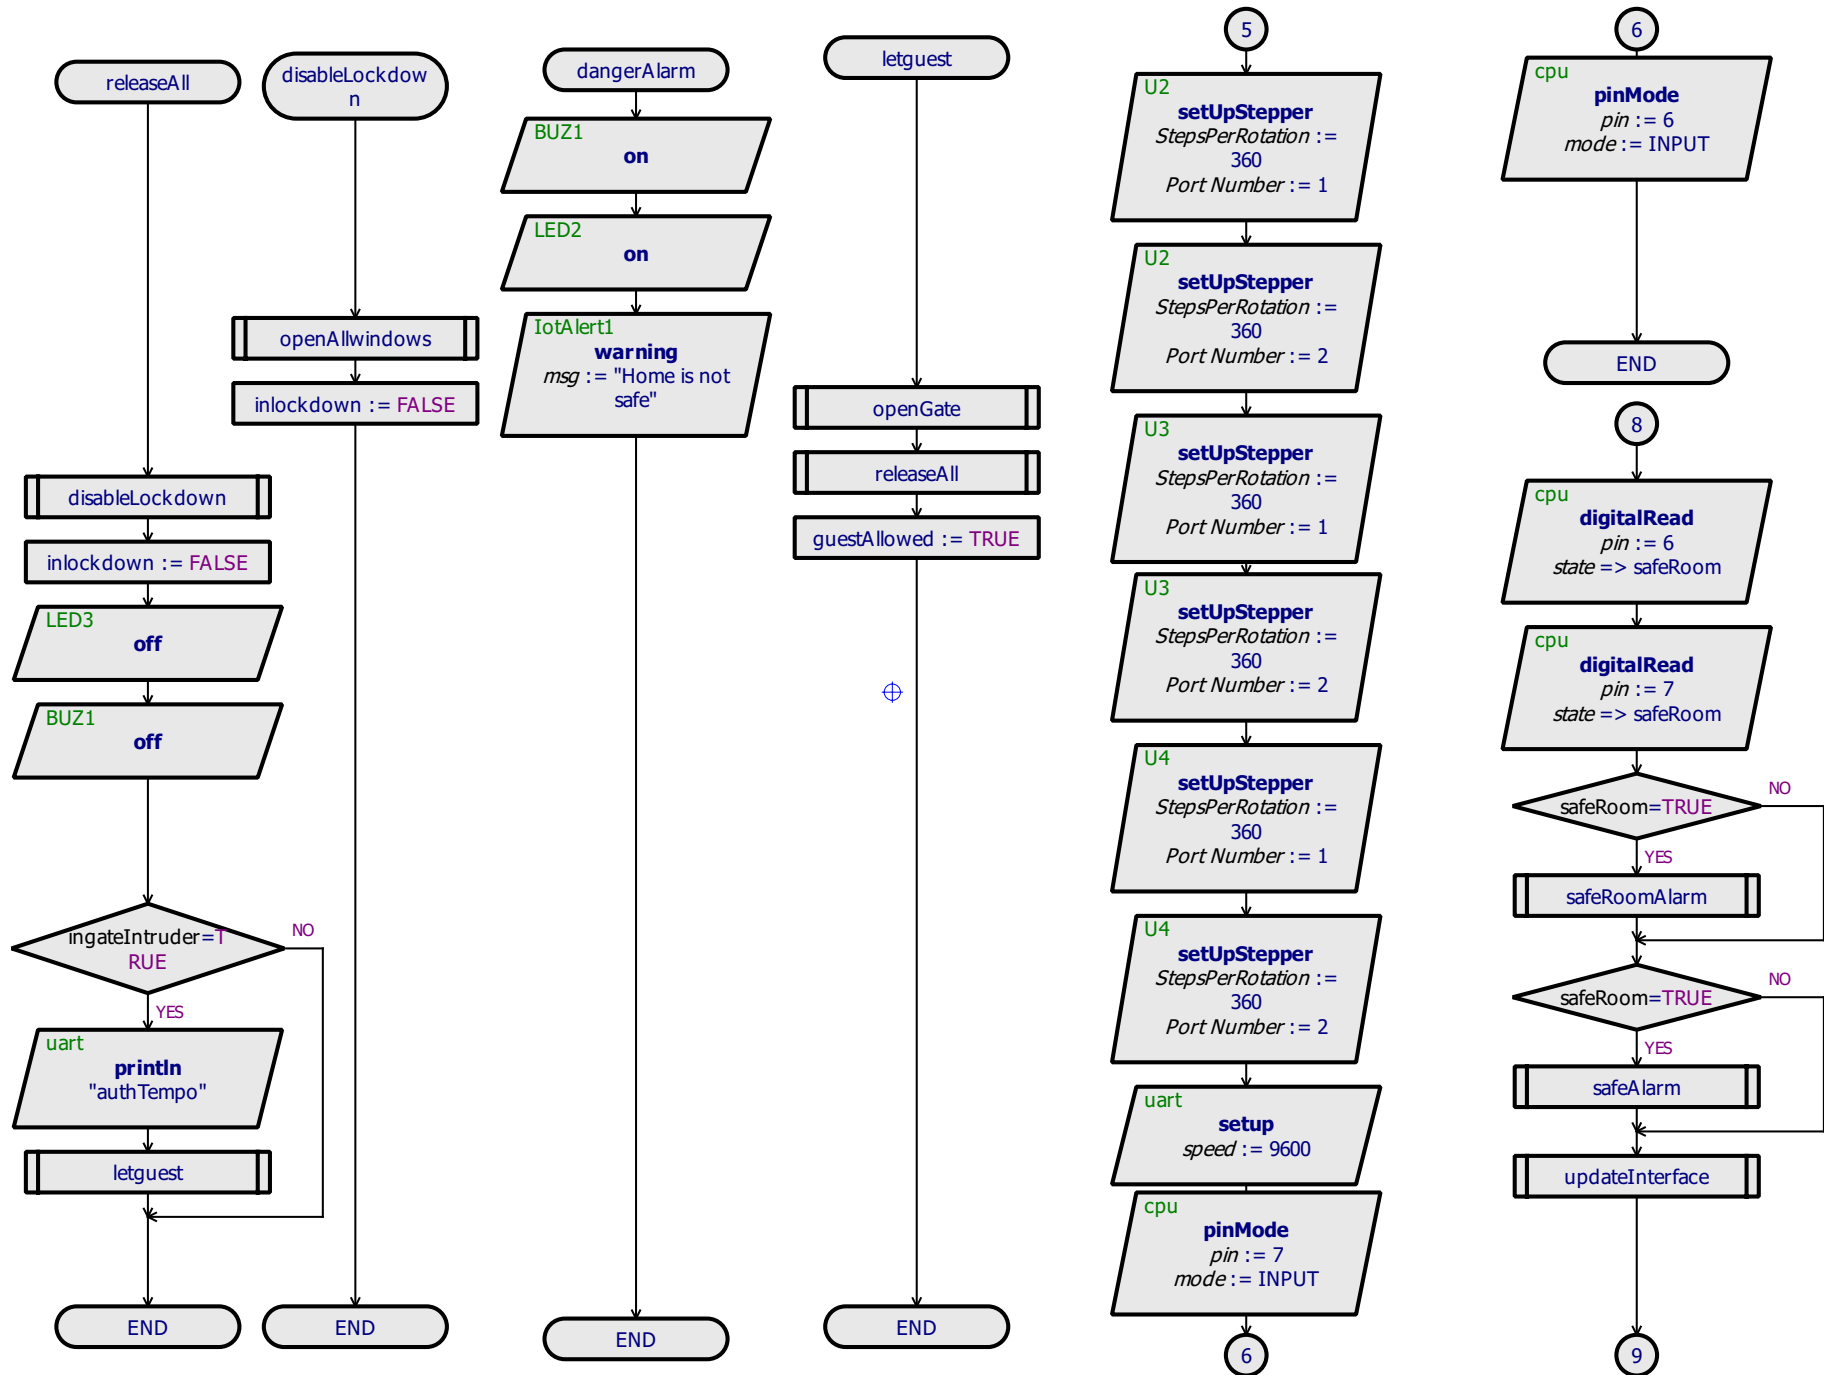 releaseAll
disableLockdown
inlockdown := FALSE
LED3
off
BUZ1
off
ingateIntruder=T
RUE
NO
YES
uart
println
"authTempo"
letguest
END
disableLockdow
n
openAllwindows
inlockdown := FALSE
END
dangerAlarm
BUZ1
on
LED2
on
IotAlert1
warning
msg := "Home is not
safe"
END
letguest
openGate
releaseAll
guestAllowed := TRUE
END
5
U2
setUpStepper
StepsPerRotation :=
360
Port Number := 1
U2
setUpStepper
StepsPerRotation :=
360
Port Number := 2
U3
setUpStepper
StepsPerRotation :=
360
Port Number := 1
U3
setUpStepper
StepsPerRotation :=
360
Port Number := 2
U4
setUpStepper
StepsPerRotation :=
360
Port Number := 1
U4
setUpStepper
StepsPerRotation :=
360
Port Number := 2
uart
setup
speed := 9600
cpu
pinMode
pin := 7
mode := INPUT
6
6
cpu
pinMode
pin := 6
mode := INPUT
END
8
cpu
digitalRead
pin := 6
state => safeRoom
cpu
digitalRead
pin := 7
state => safeRoom
safeRoom=TRUE
NO
YES
safeRoomAlarm
safeRoom=TRUE
NO
YES
safeAlarm
updateInterface
9